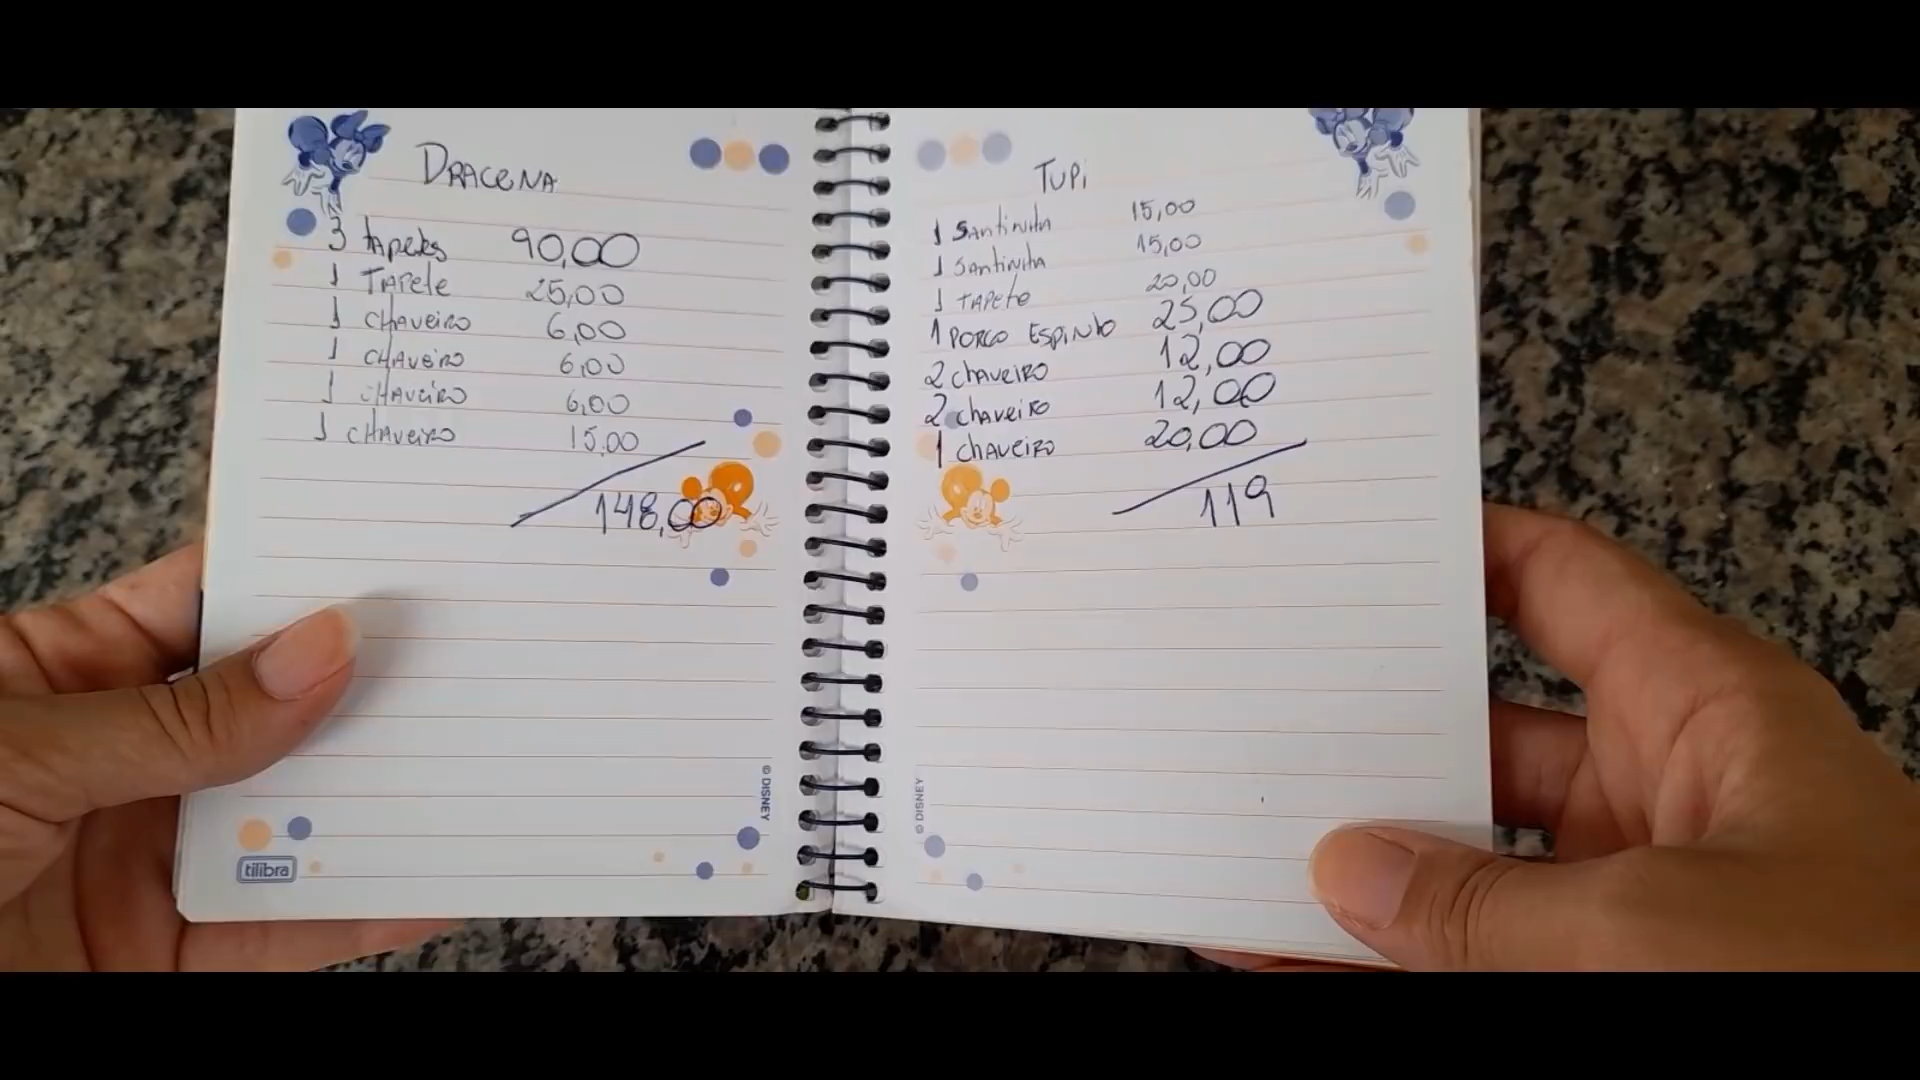 DRACENA
3 tapetes 90,00
1 TAPete 25,00
1 CHAVEIRO 6,00
1 CHAVEIRO 6,00
1 CHAVEIRO 6,00
1 CHAVEIRO 15,00
148,00
© DISNEY
tilibra
TUPi
1 SANtiNHA 15,00
1 SANtiNHA 15,00
1 TAPete 20,00
1 PORCO ESPINhO 25,00
2 CHAVEIRO 12,00
2 chaveiro 12,00
1 CHAVEIRO 20,00
119
© DISNEY